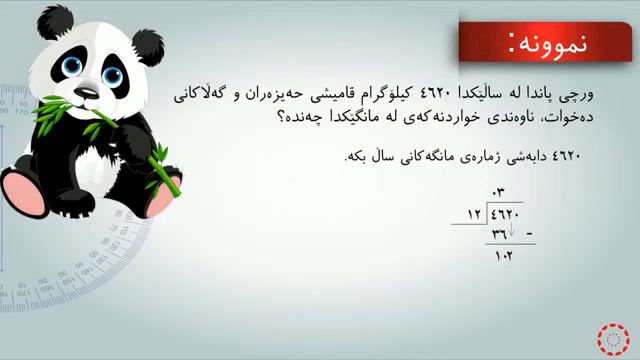 نموونە:
ورچی پاندا لە ساڵێکدا ٤٦٢٠ کیلۆگرام قامیشی حەیزەران و گەڵاکانی
دەخوات، ناوەندی خواردنەکەی لە مانگێکدا چەندە؟
٤٦٢٠ دابەشی ژمارەی مانگەکانی ساڵ بکە.
٠٣
١٢ ٤٦٢٠
٣٦ -
١٠٢